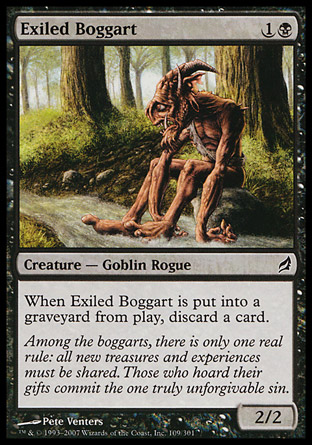 Exiled Boggart 1
Creature — Goblin Rogue
When Exiled Boggart is put into a
graveyard from play, discard a card.
Among the boggarts, there is only one real
rule: all new treasures and experiences
must be shared. Those who hoard their
gifts commit the one truly unforgivable sin.
Pete Venters
™ & © 1993–2007 Wizards of the Coast, Inc. 109/301
2/2